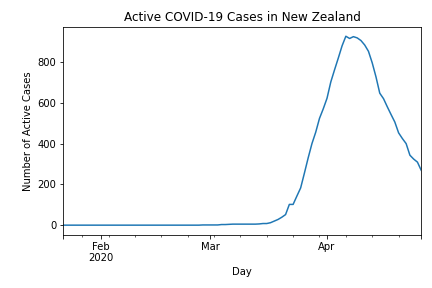 Active COVID-19 Cases in New Zealand
Number of Active Cases
800
600
400
200
0
Feb
2020
Mar
Apr
Day